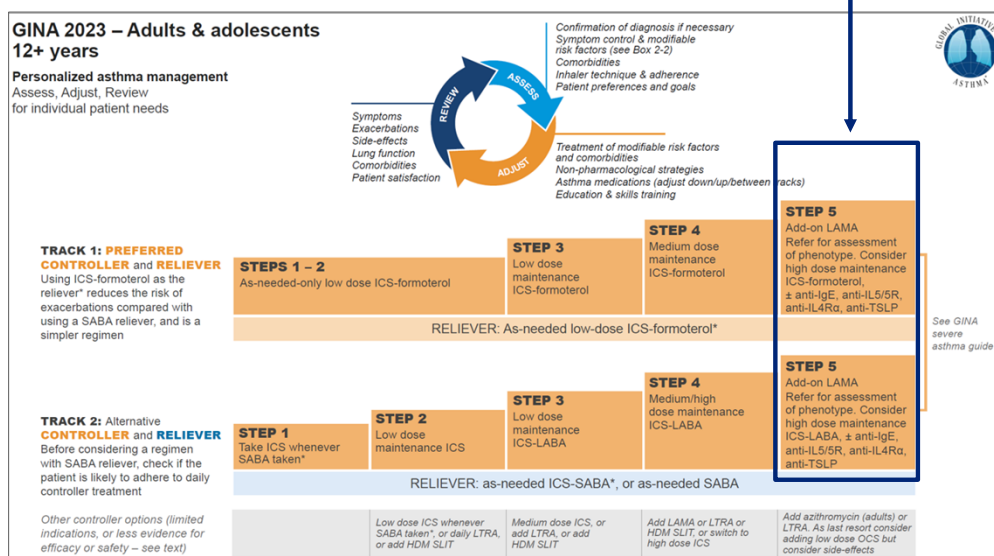 GINA 2023 – Adults & adolescents
12+ years
Personalized asthma management
Assess, Adjust, Review
for individual patient needs
Confirmation of diagnosis if necessary
Symptom control & modifiable
risk factors (see Box 2-2)
Comorbidities
Inhaler technique & adherence
Patient preferences and goals
GLOBAL INITIATIVE
ASTHMA
REVIEW
ASSESS
ADJUST
Symptoms
Exacerbations
Side-effects
Lung function
Comorbidities
Patient satisfaction
Treatment of modifiable risk factors
and comorbidities
Non-pharmacological strategies
Asthma medications (adjust down/up/between tracks)
Education & skills training
TRACK 1: PREFERRED
CONTROLLER and RELIEVER
Using ICS-formoterol as the
reliever* reduces the risk of
exacerbations compared with
using a SABA reliever, and is a
simpler regimen
STEPS 1 – 2
As-needed-only low dose ICS-formoterol
STEP 3
Low dose
maintenance
ICS-formoterol
STEP 4
Medium dose
maintenance
ICS-formoterol
STEP 5
Add-on LAMA
Refer for assessment
of phenotype. Consider
high dose maintenance
ICS-formoterol,
± anti-IgE, anti-IL5/5R,
anti-IL4Rα, anti-TSLP
RELIEVER: As-needed low-dose ICS-formoterol*
See GINA
severe
asthma guide
TRACK 2: Alternative
CONTROLLER and RELIEVER
Before considering a regimen
with SABA reliever, check if the
patient is likely to adhere to daily
controller treatment
STEP 1
Take ICS whenever
SABA taken*
STEP 2
Low dose
maintenance ICS
STEP 3
Low dose
maintenance
ICS-LABA
STEP 4
Medium/high
dose maintenance
ICS-LABA
STEP 5
Add-on LAMA
Refer for assessment
of phenotype. Consider
high dose maintenance
ICS-LABA, ± anti-IgE,
anti-IL5/5R, anti-IL4Rα,
anti-TSLP
RELIEVER: as-needed ICS-SABA*, or as-needed SABA
Other controller options (limited
indications, or less evidence for
efficacy or safety – see text)
Low dose ICS whenever
SABA taken*, or daily LTRA,
or add HDM SLIT
Medium dose ICS, or
add LTRA, or add
HDM SLIT
Add LAMA or LTRA or
HDM SLIT, or switch to
high dose ICS
Add azithromycin (adults) or
LTRA. As last resort consider
adding low dose OCS but
consider side-effects